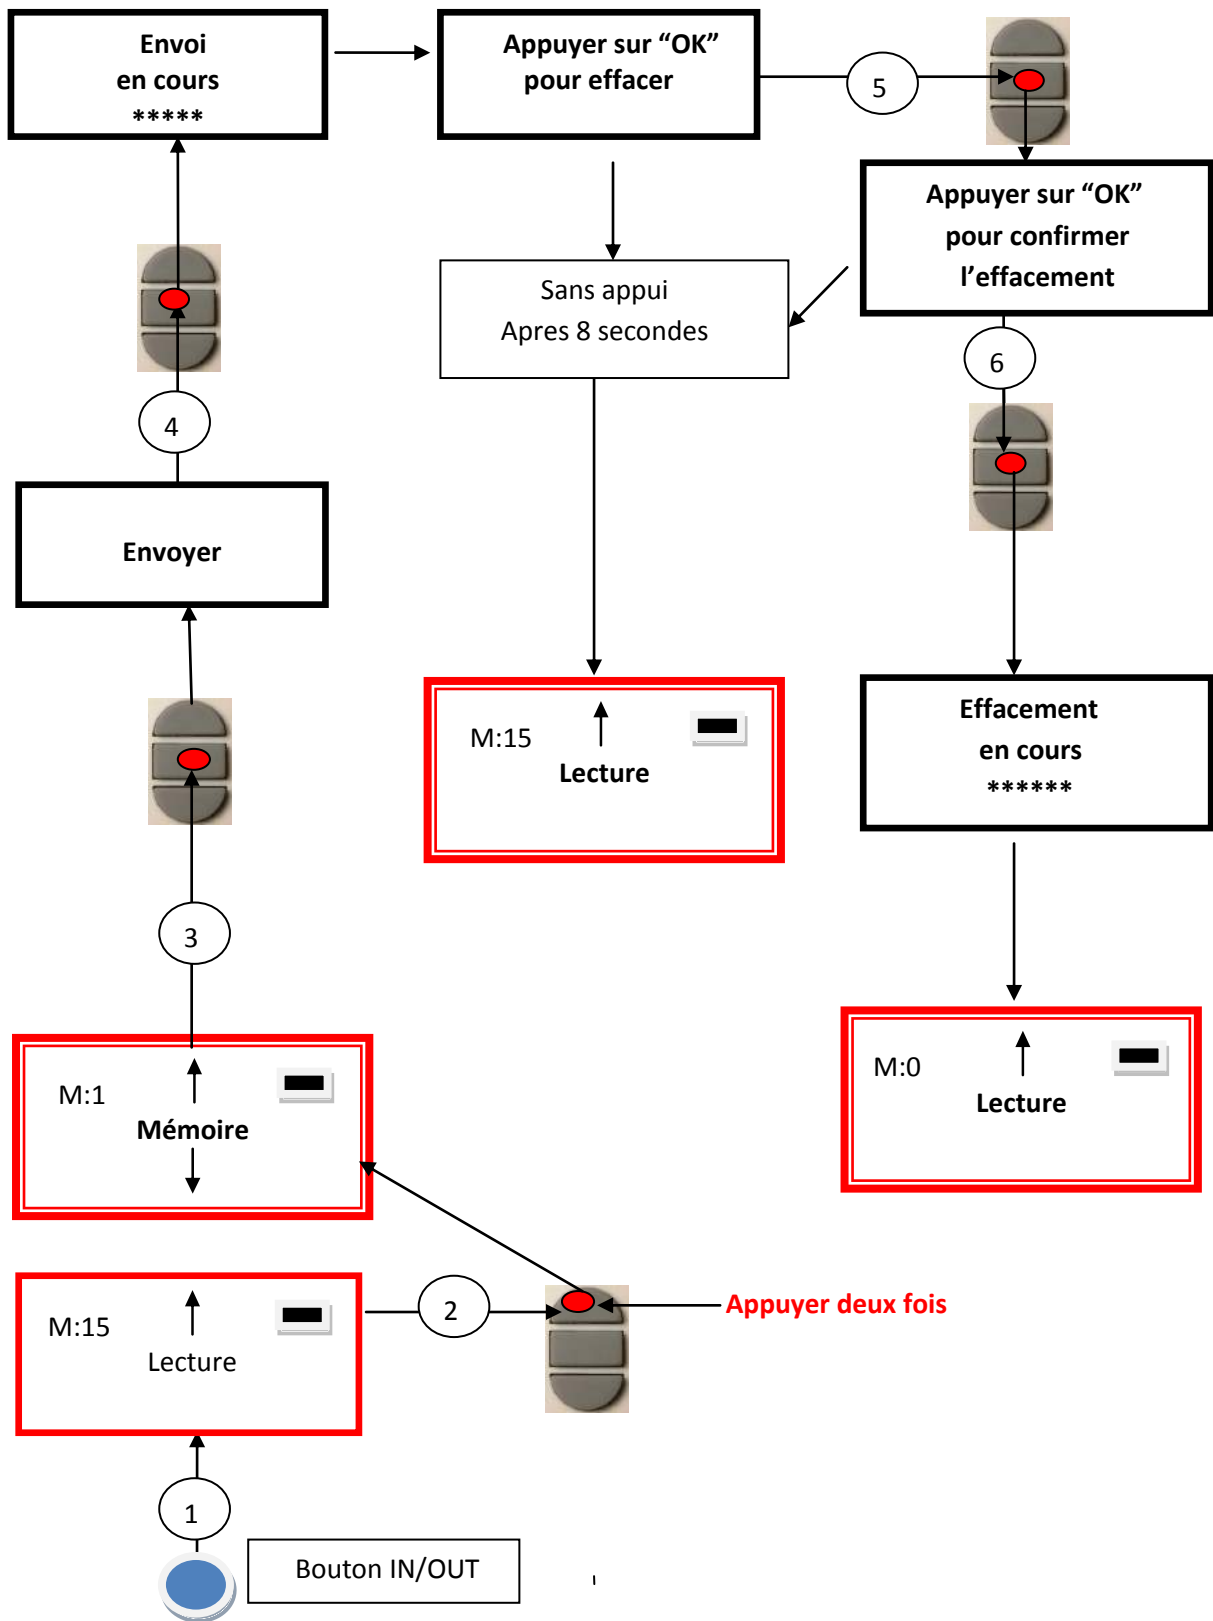 Envoi
en cours
*****
Appuyer sur “OK”
pour effacer
5
Appuyer sur “OK”
pour confirmer
l’effacement
Sans appui
Apres 8 secondes
6
4
Envoyer
M:15
Lecture
Effacement
en cours
******
3
M:1
Mémoire
M:0
Lecture
M:15
Lecture
2
Appuyer deux fois
1
Bouton IN/OUT